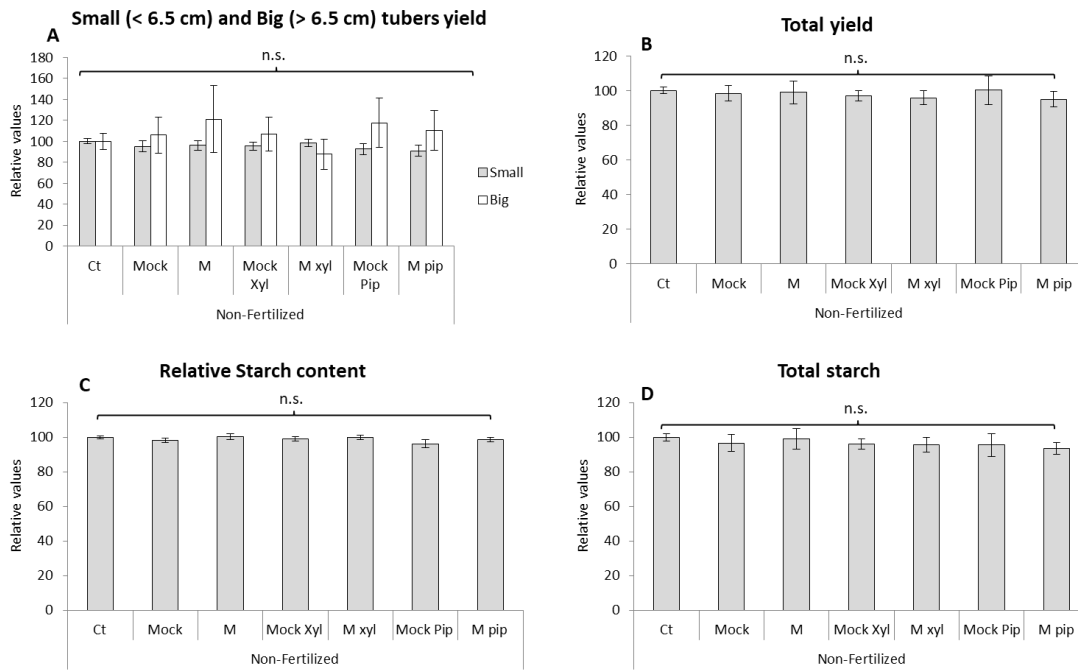 Small (< 6.5 cm) and Big (> 6.5 cm) tubers yield
A
n.s.
180
160
140
120
100
80
60
40
20
0
Relative values
Small
Big
Ct Mock M Mock Xyl M xyl Mock Pip M pip
Non-Fertilized
Total yield
B
n.s.
120
100
80
60
40
20
0
Relative values
Ct Mock M Mock Xyl M xyl Mock Pip M pip
Non-Fertilized
Relative Starch content
C
n.s.
120
100
80
60
40
20
0
Relative values
Ct Mock M Mock Xyl M xyl Mock Pip M pip
Non-Fertilized
Total starch
D
n.s.
120
100
80
60
40
20
0
Relative values
Ct Mock M Mock Xyl M xyl Mock Pip M pip
Non-Fertilized